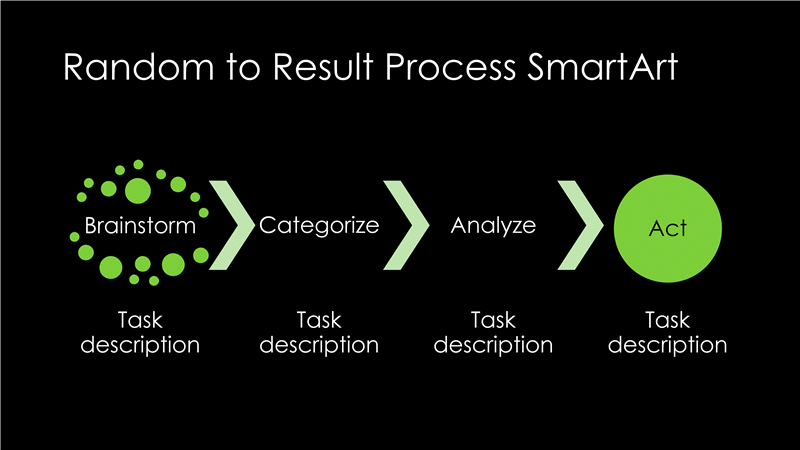 Random to Result Process SmartArt
Brainstorm
Categorize
Analyze
Act
Task
description
Task
description
Task
description
Task
description